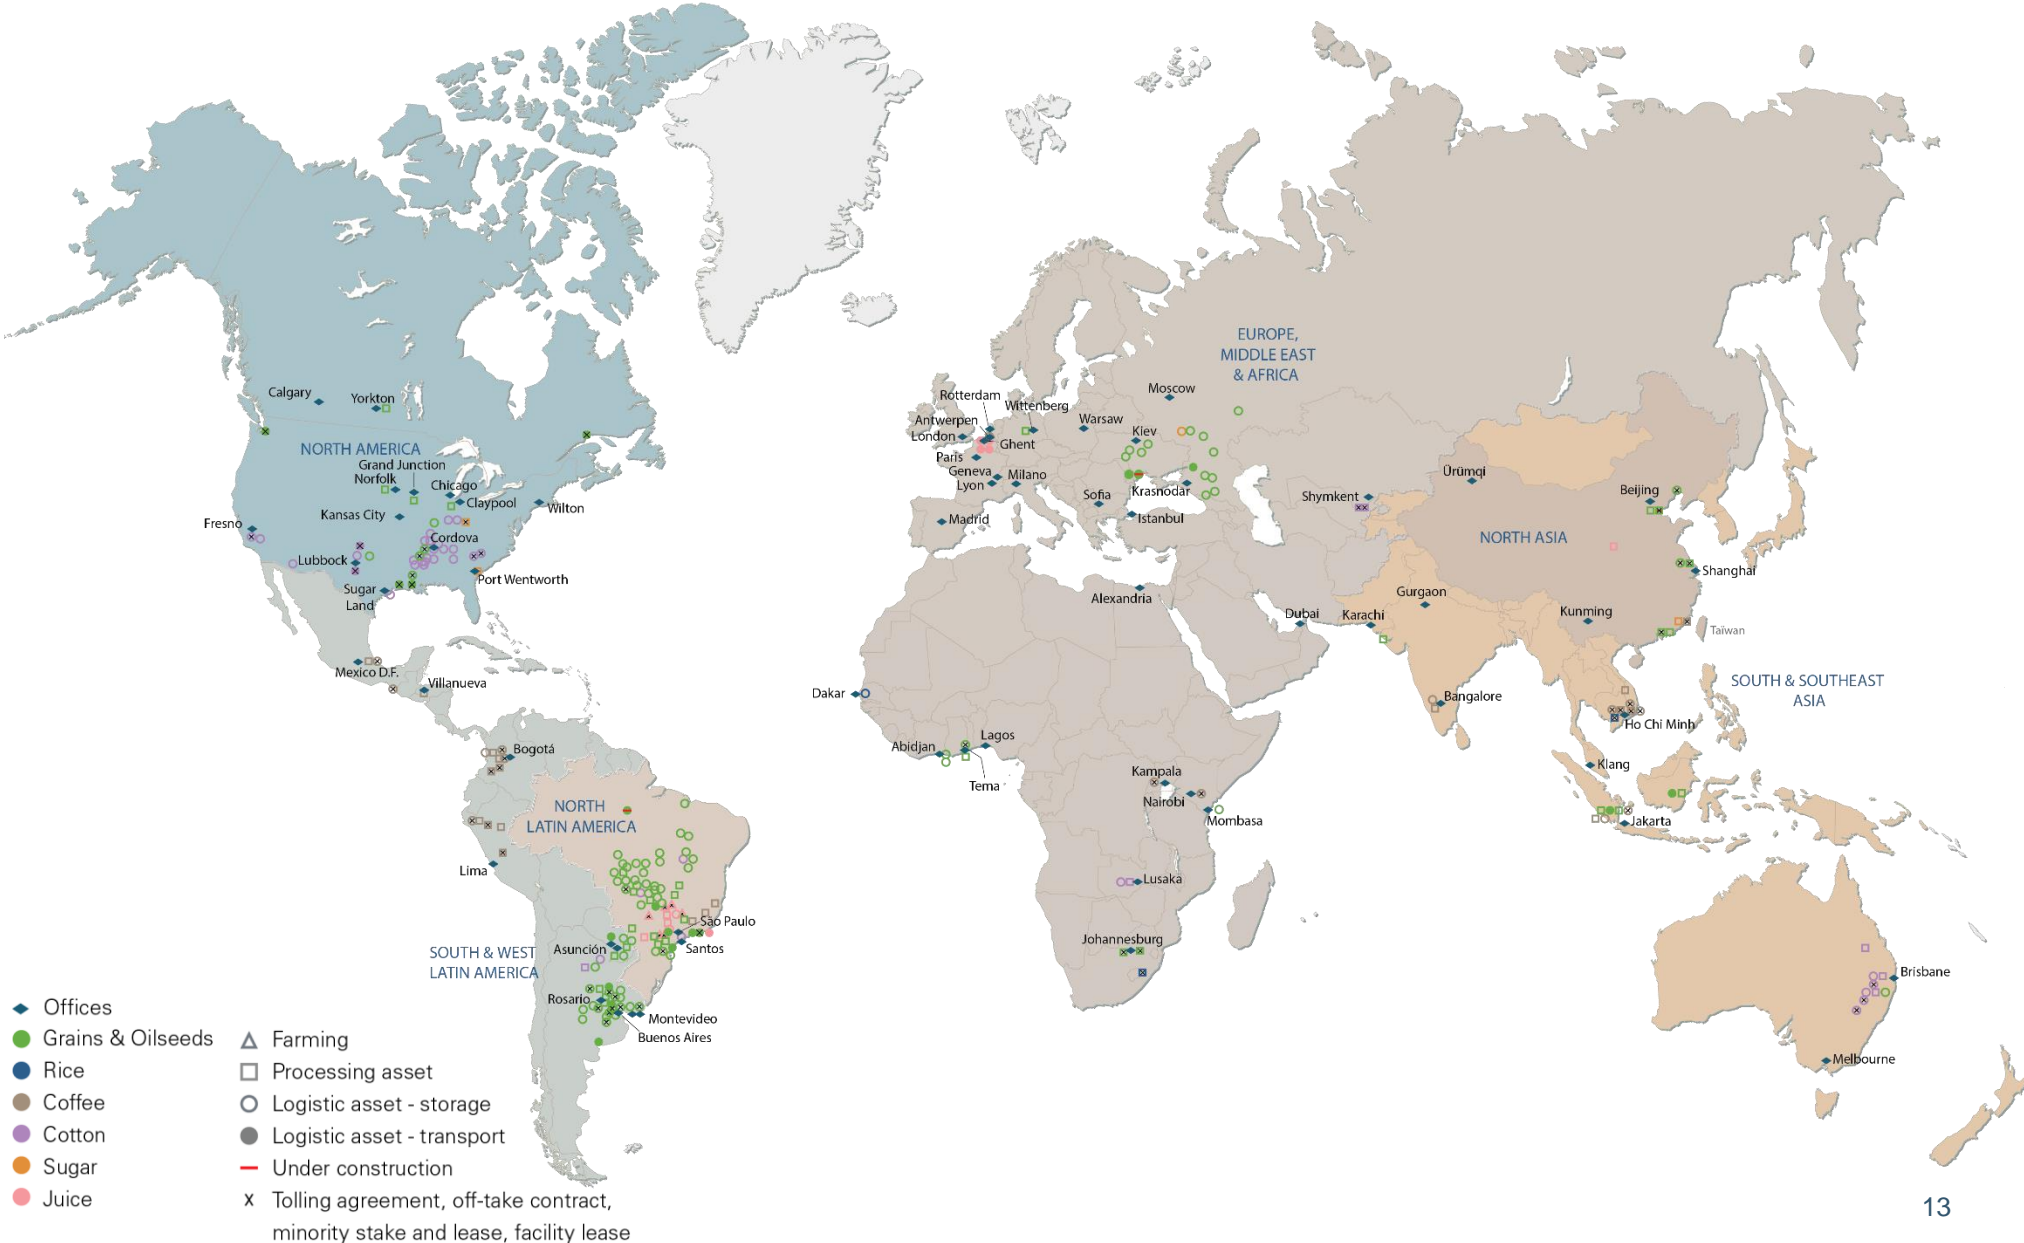 Calgary
Yorkton
NORTH AMERICA
Grand Junction
Norfolk
Chicago
Claypool
Kansas City
Wilton
Fresno
Cordova
Lubbock
Port Wentworth
Sugar
Land
Mexico D.F.
Villanueva
Bogotá
NORTH
LATIN AMERICA
Lima
São Paulo
Santos
SOUTH & WEST
LATIN AMERICA
Asunción
Rosario
Montevideo
Buenos Aires
EUROPE,
MIDDLE EAST
& AFRICA
Moscow
Rotterdam
Wittenberg
Antwerpen
Warsaw
London
Ghent
Kiev
Paris
Geneva
Milano
Lyon
Sofia
Krasnodar
Istanbul
Madrid
Alexandria
Dubai
Dakar
Abidjan
Lagos
Tema
Kampala
Nairobi
Mombasa
Lusaka
Johannesburg
Shymkent
Ürümqi
Beijing
NORTH ASIA
Shanghai
Gurgaon
Karachi
Kunming
Taïwan
SOUTH & SOUTHEAST
ASIA
Bangalore
Ho Chi Minh
Klang
Jakarta
Brisbane
Melbourne
Offices
Grains & Oilseeds
Rice
Coffee
Cotton
Sugar
Juice
Farming
Processing asset
Logistic asset - storage
Logistic asset - transport
Under construction
x Tolling agreement, off-take contract,
minority stake and lease, facility lease
13